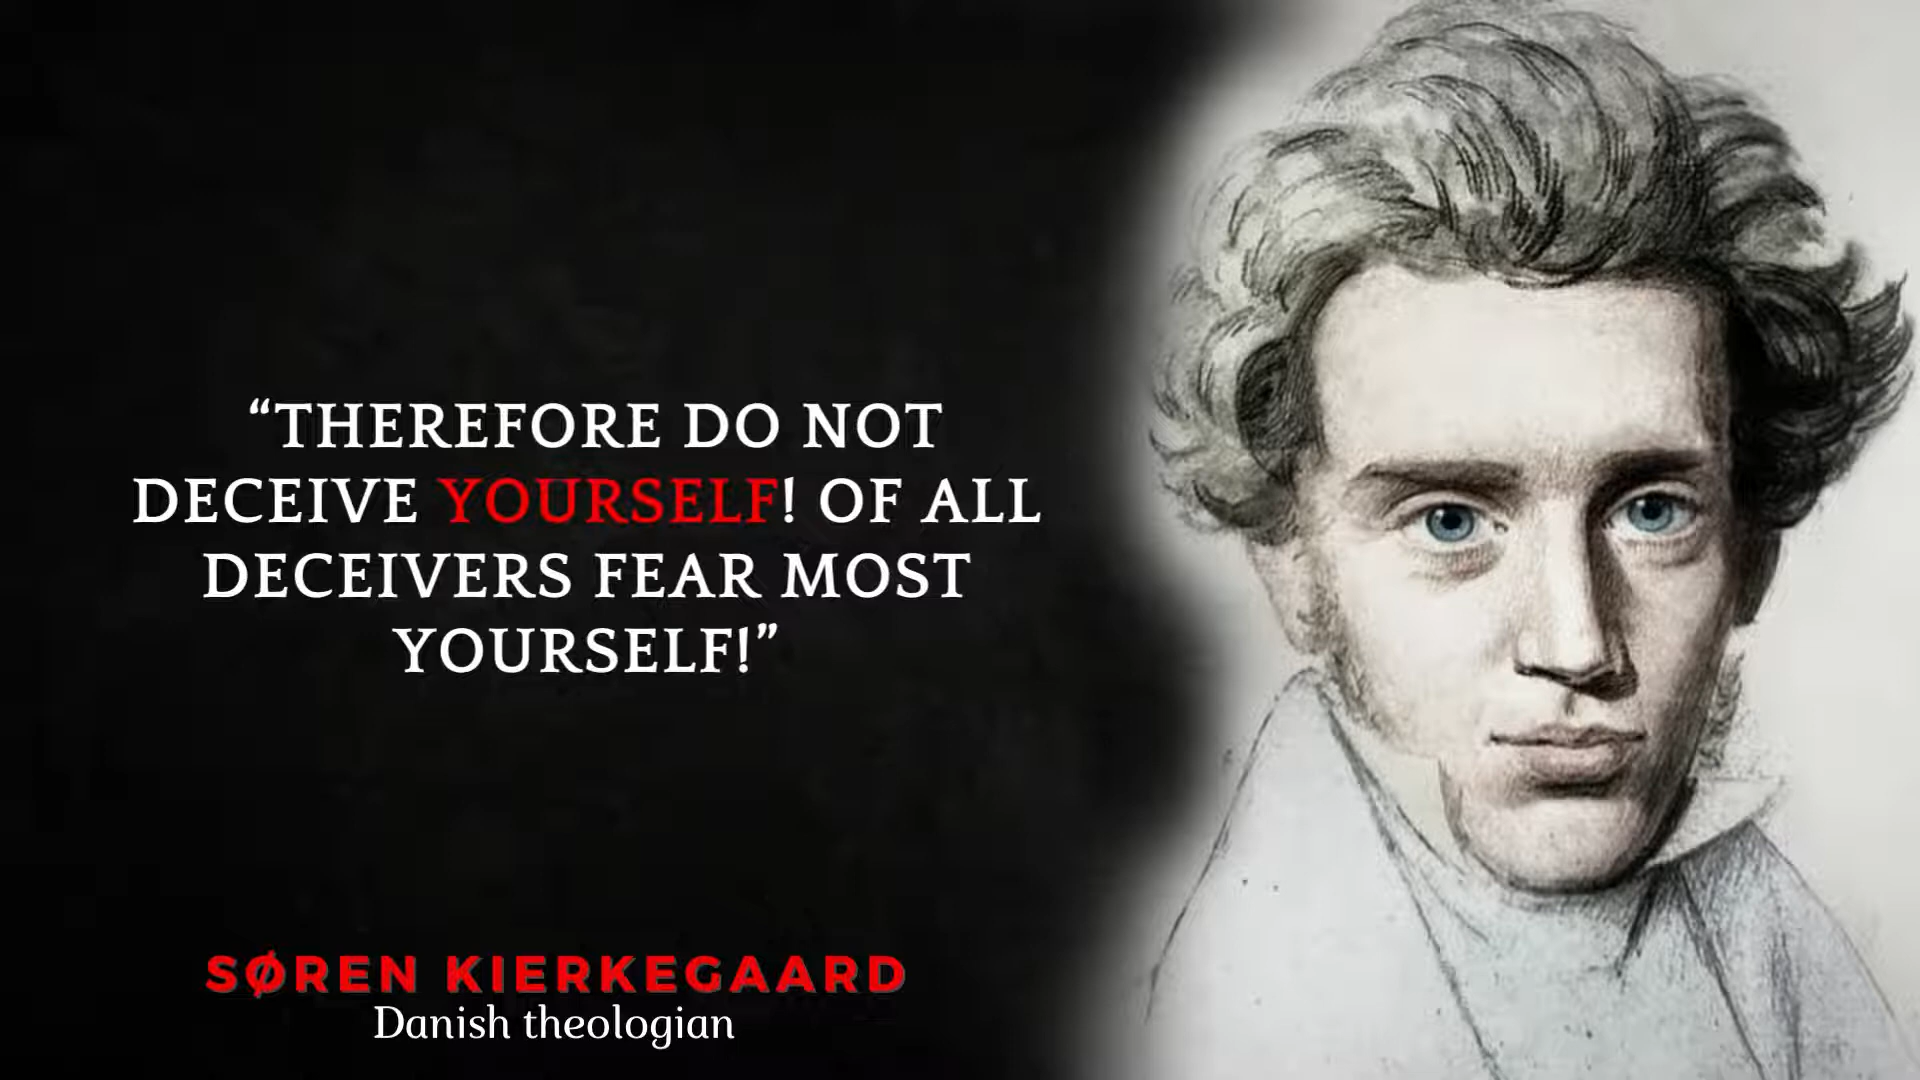 “THEREFORE DO NOT
DECEIVE YOURSELF! OF ALL
DECEIVERS FEAR MOST
YOURSELF!”
SØREN KIERKEGAARD
Danish theologian